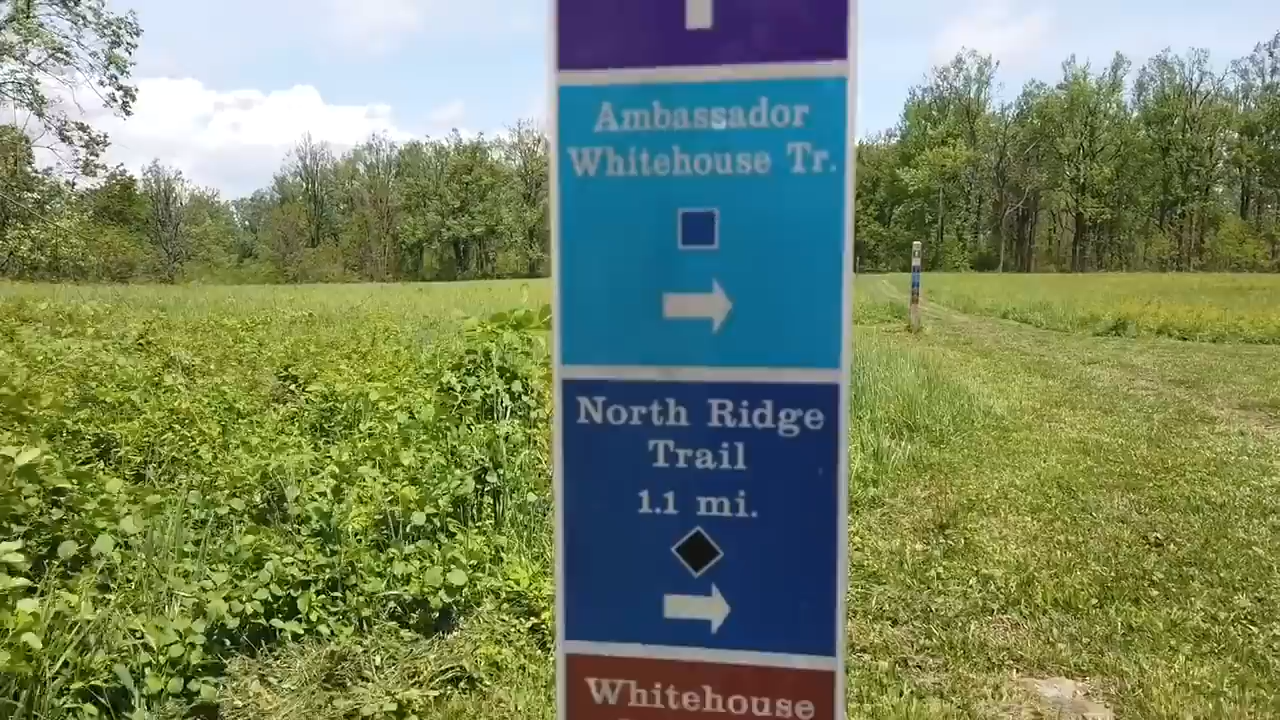 Ambassador
Whitehouse Tr.
North Ridge
Trail
1.1 mi.
Whitehouse